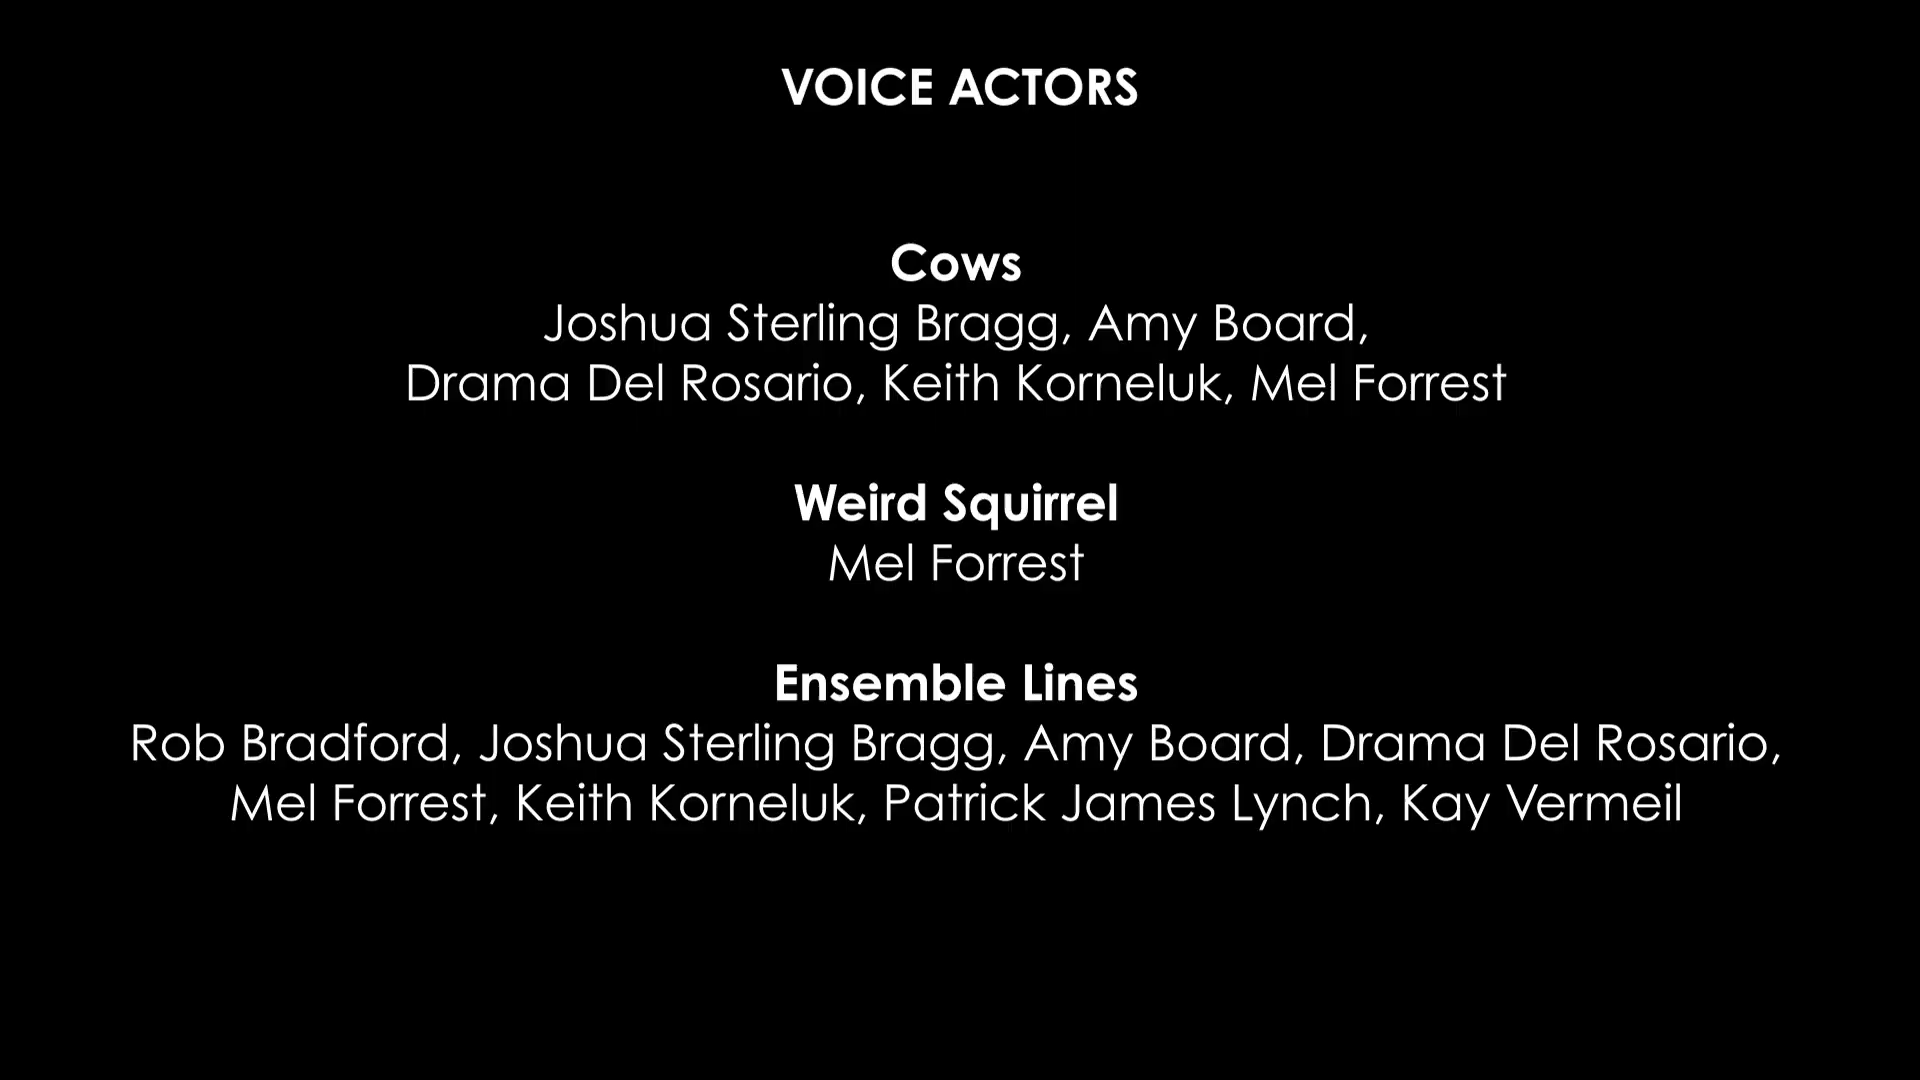 VOICE ACTORS
Cows
Joshua Sterling Bragg, Amy Board,
Drama Del Rosario, Keith Korneluk, Mel Forrest
Weird Squirrel
Mel Forrest
Ensemble Lines
Rob Bradford, Joshua Sterling Bragg, Amy Board, Drama Del Rosario,
Mel Forrest, Keith Korneluk, Patrick James Lynch, Kay Vermeil